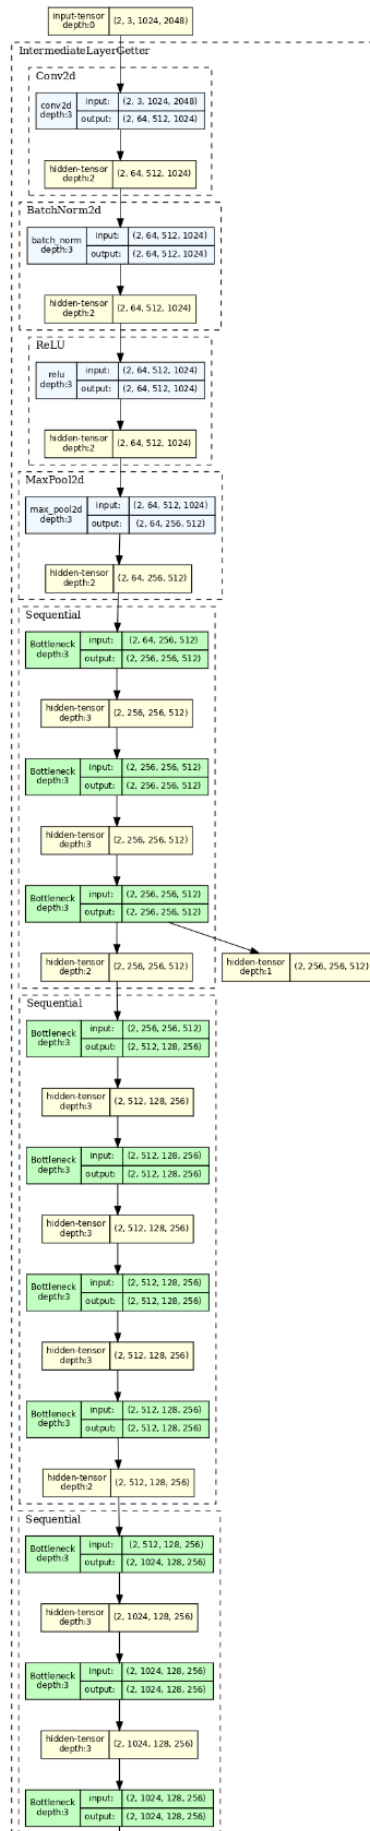 input-tensor
depth:0
(2, 3, 1024, 2048)
IntermediateLayerGetter
Conv2d
conv2d
depth:3
input:
(2, 3, 1024, 2048)
output:
(2, 64, 512, 1024)
hidden-tensor
depth:2
(2, 64, 512, 1024)
BatchNorm2d
batch_norm
depth:3
input:
(2, 64, 512, 1024)
output:
(2, 64, 512, 1024)
hidden-tensor
depth:2
(2, 64, 512, 1024)
ReLU
relu
depth:3
input:
(2, 64, 512, 1024)
output:
(2, 64, 512, 1024)
hidden-tensor
depth:2
(2, 64, 512, 1024)
MaxPool2d
max_pool2d
depth:3
input:
(2, 64, 512, 1024)
output:
(2, 64, 256, 512)
hidden-tensor
depth:2
(2, 64, 256, 512)
Sequential
Bottleneck
depth:3
input:
(2, 64, 256, 512)
output:
(2, 256, 256, 512)
hidden-tensor
depth:3
(2, 256, 256, 512)
Bottleneck
depth:3
input:
(2, 256, 256, 512)
output:
(2, 256, 256, 512)
hidden-tensor
depth:3
(2, 256, 256, 512)
Bottleneck
depth:3
input:
(2, 256, 256, 512)
output:
(2, 256, 256, 512)
hidden-tensor
depth:2
(2, 256, 256, 512)
hidden-tensor
depth:1
(2, 256, 256, 512)
Sequential
Bottleneck
depth:3
input:
(2, 256, 256, 512)
output:
(2, 512, 128, 256)
hidden-tensor
depth:3
(2, 512, 128, 256)
Bottleneck
depth:3
input:
(2, 512, 128, 256)
output:
(2, 512, 128, 256)
hidden-tensor
depth:3
(2, 512, 128, 256)
Bottleneck
depth:3
input:
(2, 512, 128, 256)
output:
(2, 512, 128, 256)
hidden-tensor
depth:3
(2, 512, 128, 256)
Bottleneck
depth:3
input:
(2, 512, 128, 256)
output:
(2, 512, 128, 256)
hidden-tensor
depth:2
(2, 512, 128, 256)
Sequential
Bottleneck
depth:3
input:
(2, 512, 128, 256)
output:
(2, 1024, 128, 256)
hidden-tensor
depth:3
(2, 1024, 128, 256)
Bottleneck
depth:3
input:
(2, 1024, 128, 256)
output:
(2, 1024, 128, 256)
hidden-tensor
depth:3
(2, 1024, 128, 256)
Bottleneck
depth:3
input:
(2, 1024, 128, 256)
output:
(2, 1024, 128, 256)